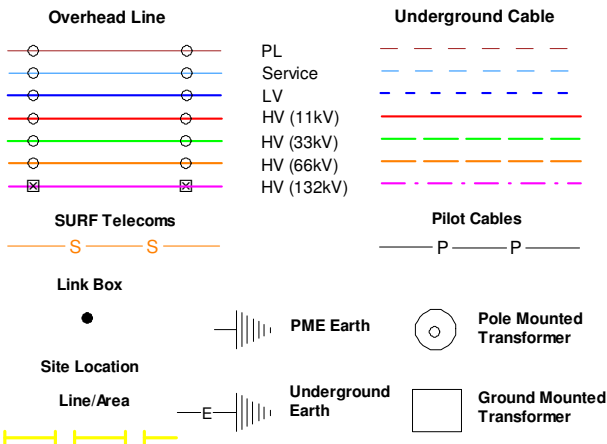 Overhead Line
Underground Cable
PL
Service
LV
HV (11kV)
HV (33kV)
HV (66kV)
HV (132kV)
SURF Telecoms
Pilot Cables
S S
P P
Link Box
PME Earth
Pole Mounted
Transformer
Site Location
Line/Area
E
Underground
Earth
Ground Mounted
Transformer